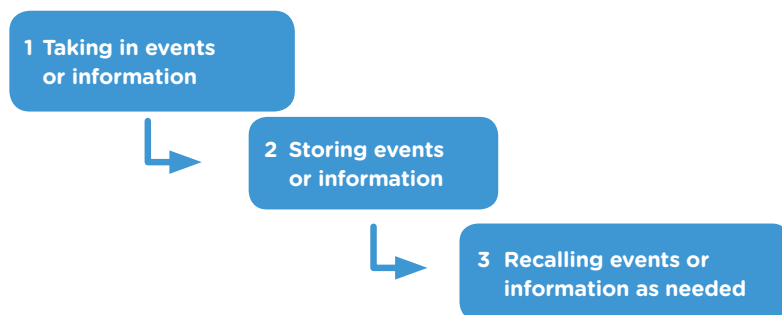 1 Taking in events
or information
2 Storing events
or information
3 Recalling events or
information as needed